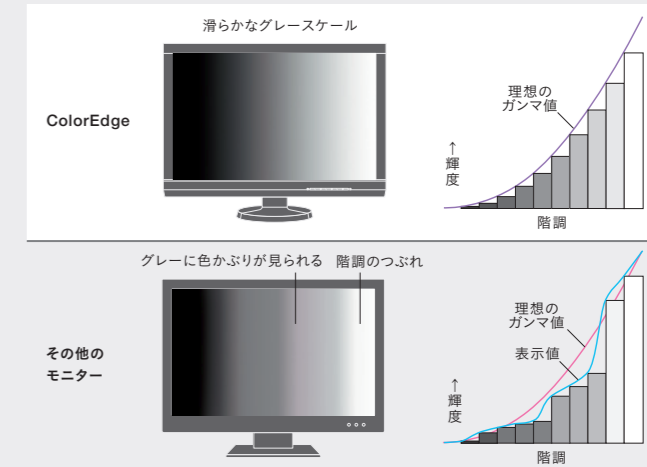 滑らかなグレースケール
ColorEdge
理想の
ガンマ値
↑
輝
度
階調
グレーに色かぶりが見られる 階調のつぶれ
その他の
モニター
理想の
ガンマ値
表示値
↑
輝
度
階調